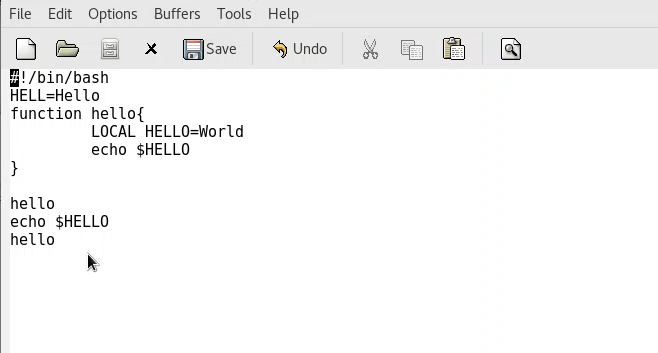 File Edit Options Buffers Tools Help
Save Undo
#!/bin/bash
HELL=Hello
function hello{
LOCAL HELLO=World
echo $HELLO
}
hello
echo $HELLO
hello